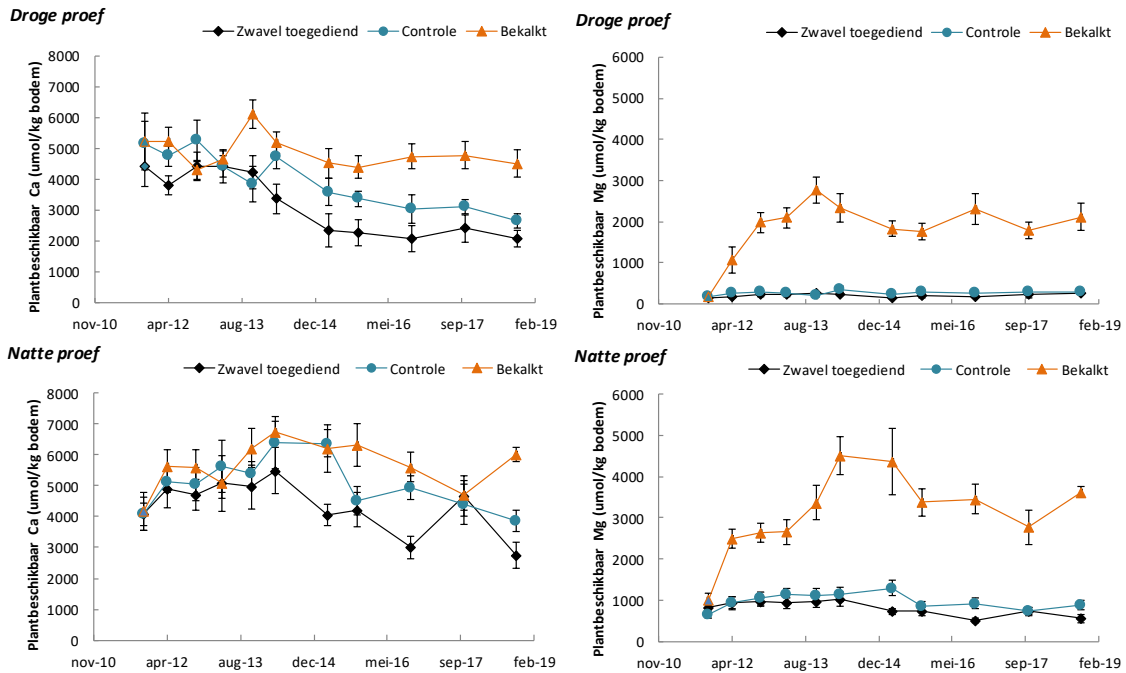 Droge proef
Zwavel toegediend Controle Bekalkt
Plantbeschikbaar Ca (umol/kg bodem)
8000
7000
6000
5000
4000
3000
2000
1000
0
nov-10 apr-12 aug-13 dec-14 mei-16 sep-17 feb-19
Droge proef
Zwavel toegediend Controle Bekalkt
Plantbeschikbaar Mg (umol/kg bodem)
6000
5000
4000
3000
2000
1000
0
nov-10 apr-12 aug-13 dec-14 mei-16 sep-17 feb-19
Natte proef
Zwavel toegediend Controle Bekalkt
Plantbeschikbaar Ca (umol/kg bodem)
8000
7000
6000
5000
4000
3000
2000
1000
0
nov-10 apr-12 aug-13 dec-14 mei-16 sep-17 feb-19
Natte proef
Zwavel toegediend Controle Bekalkt
Plantbeschikbaar Mg (umol/kg bodem)
6000
5000
4000
3000
2000
1000
0
nov-10 apr-12 aug-13 dec-14 mei-16 sep-17 feb-19